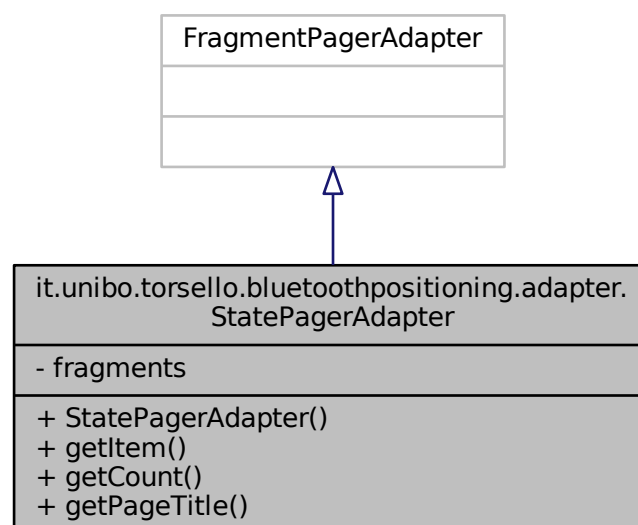 FragmentPagerAdapter
it.unibo.torsello.bluetoothpositioning.adapter.
StatePagerAdapter
- fragments
+ StatePagerAdapter()
+ getItem()
+ getCount()
+ getPageTitle()